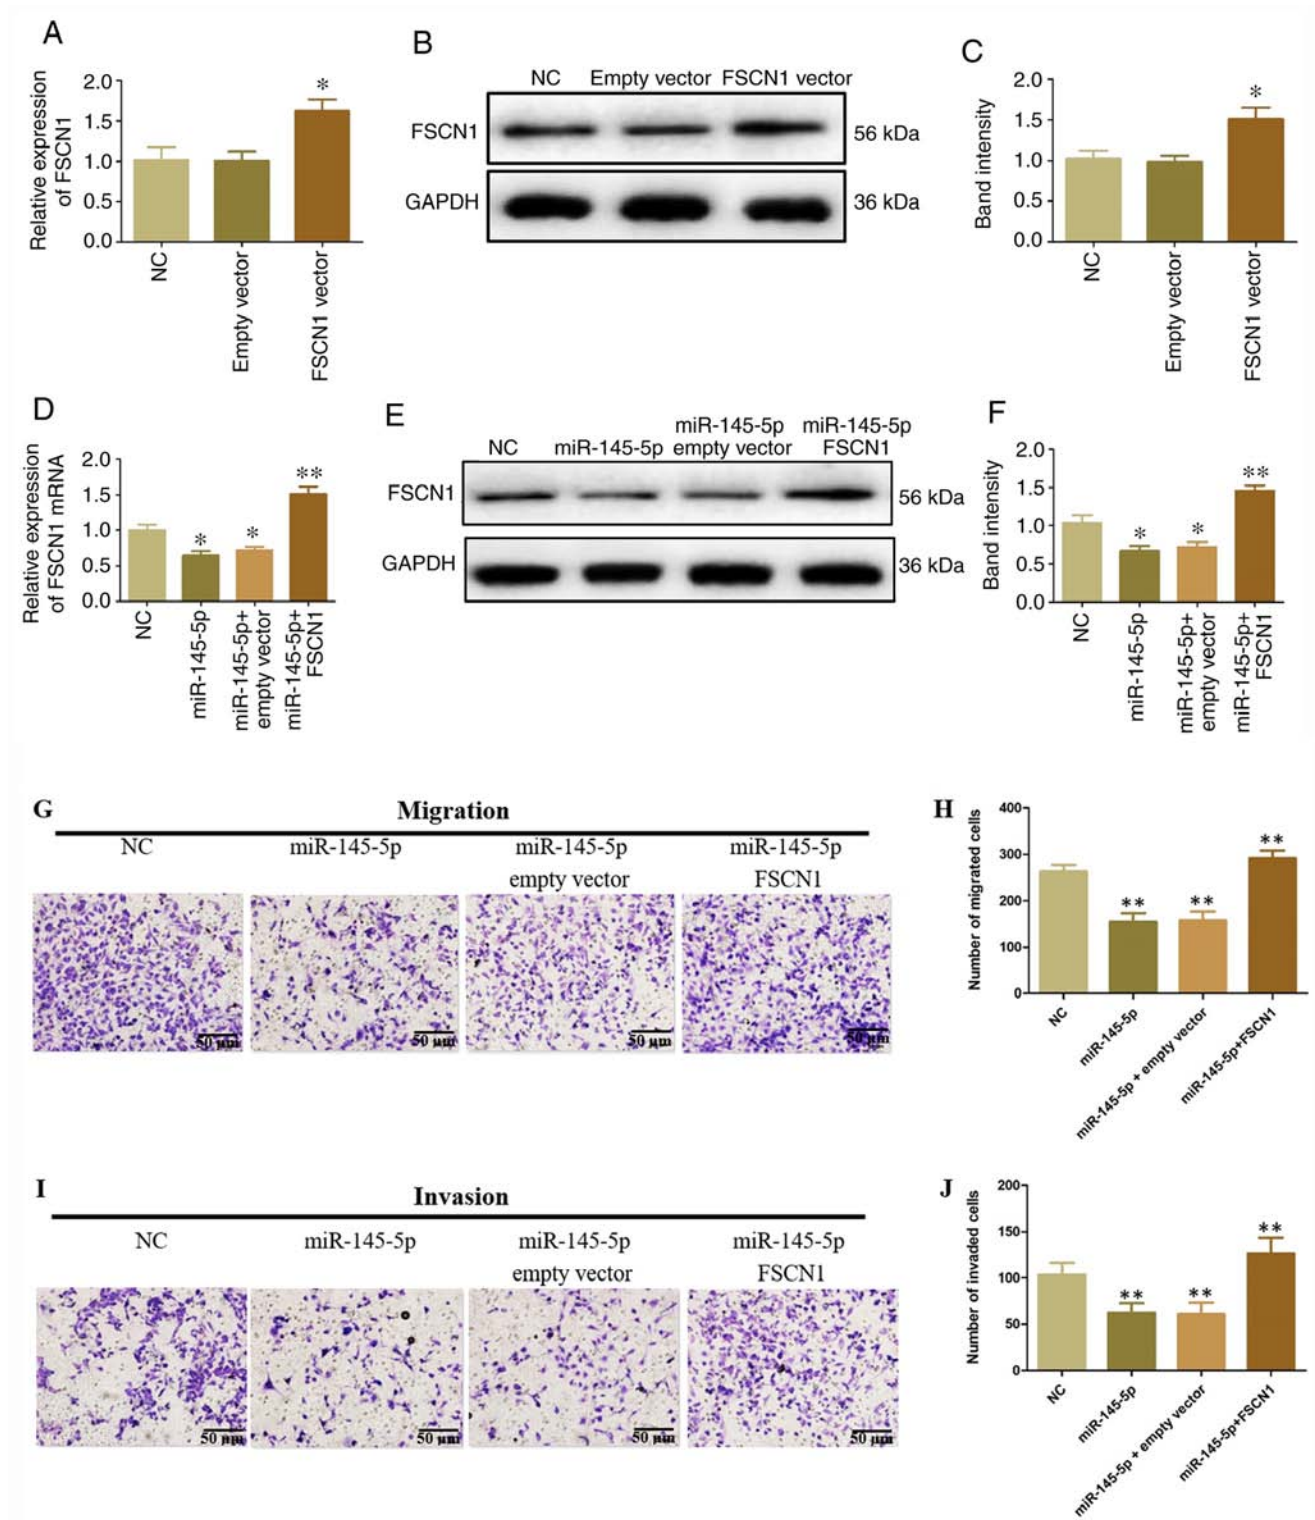 A
Relative expression
of FSCN1
2.0
1.5
1.0
0.5
0.0
*
NC
Empty vector
FSCN1 vector
B
NC Empty vector FSCN1 vector
FSCN1
56 kDa
GAPDH
36 kDa
C
Band intensity
2.0
1.5
1.0
0.5
0.0
*
NC
Empty vector
FSCN1 vector
D
Relative expression
of FSCN1 mRNA
2.0
1.5
1.0
0.5
0.0
*
*
**
NC
miR-145-5p
miR-145-5p+
empty vector
miR-145-5p+
FSCN1
E
NC
miR-145-5p
miR-145-5p
empty vector
miR-145-5p
FSCN1
FSCN1
56 kDa
GAPDH
36 kDa
F
Band intensity
2.0
1.5
1.0
0.5
0.0
*
*
**
NC
miR-145-5p
miR-145-5p+
empty vector
miR-145-5p+
FSCN1
G
Migration
NC
miR-145-5p
miR-145-5p
empty vector
miR-145-5p
FSCN1
50 µm
50 µm
50 µm
50 µm
H
Number of migrated cells
400
300
200
100
0
**
**
**
NC
miR-145-5p
miR-145-5p + empty vector
miR-145-5p+FSCN1
I
Invasion
NC
miR-145-5p
miR-145-5p
empty vector
miR-145-5p
FSCN1
50 µm
50 µm
50 µm
50 µm
J
Number of invaded cells
200
150
100
50
0
**
**
**
NC
miR-145-5p
miR-145-5p + empty vector
miR-145-5p+FSCN1